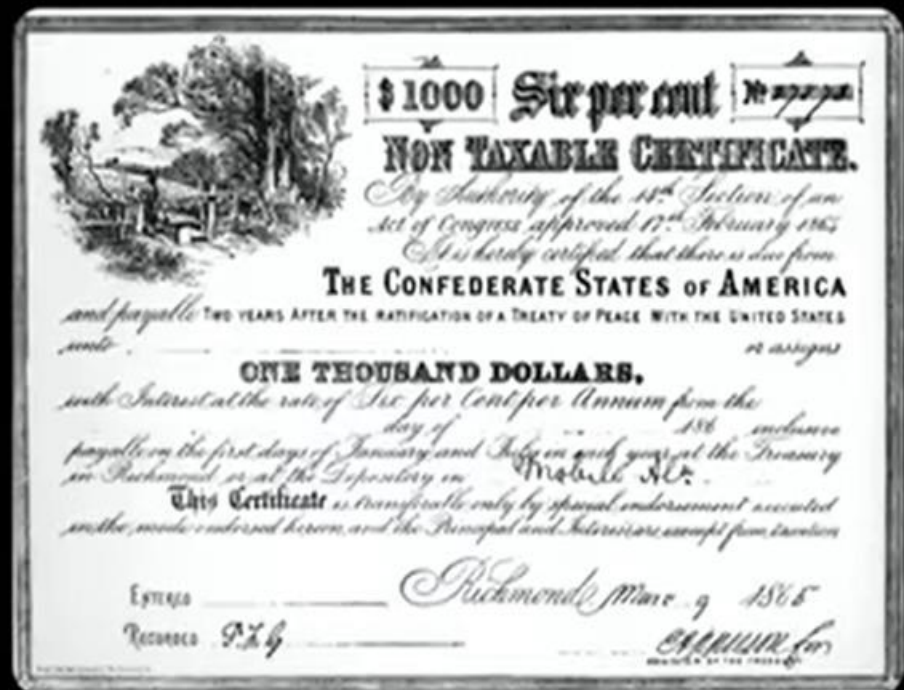 $1000 Six per cent No
NON TAXABLE CERTIFICATE.
By Authority of the 14th Section of an
Act of Congress approved 17th February 1864
It is hereby certified that there is due from
THE CONFEDERATE STATES OF AMERICA
and payable TWO YEARS AFTER THE RATIFICATION OF A TREATY OF PEACE WITH THE UNITED STATES
unto or assigns
ONE THOUSAND DOLLARS,
with Interest at the rate of Six per Cent per Annum from the
day of 186 inclusive
payable on the first days of January and July in each year at the Treasury
in Richmond or at the Depository in Mobile Ala.
This Certificate is transferable only by special endorsement executed
in the mode endorsed hereon, and the Principal and Interest are exempt from taxation
ENTERED Richmond, Mar 9 1865
RECORDED
REGISTER OF THE TREASURY